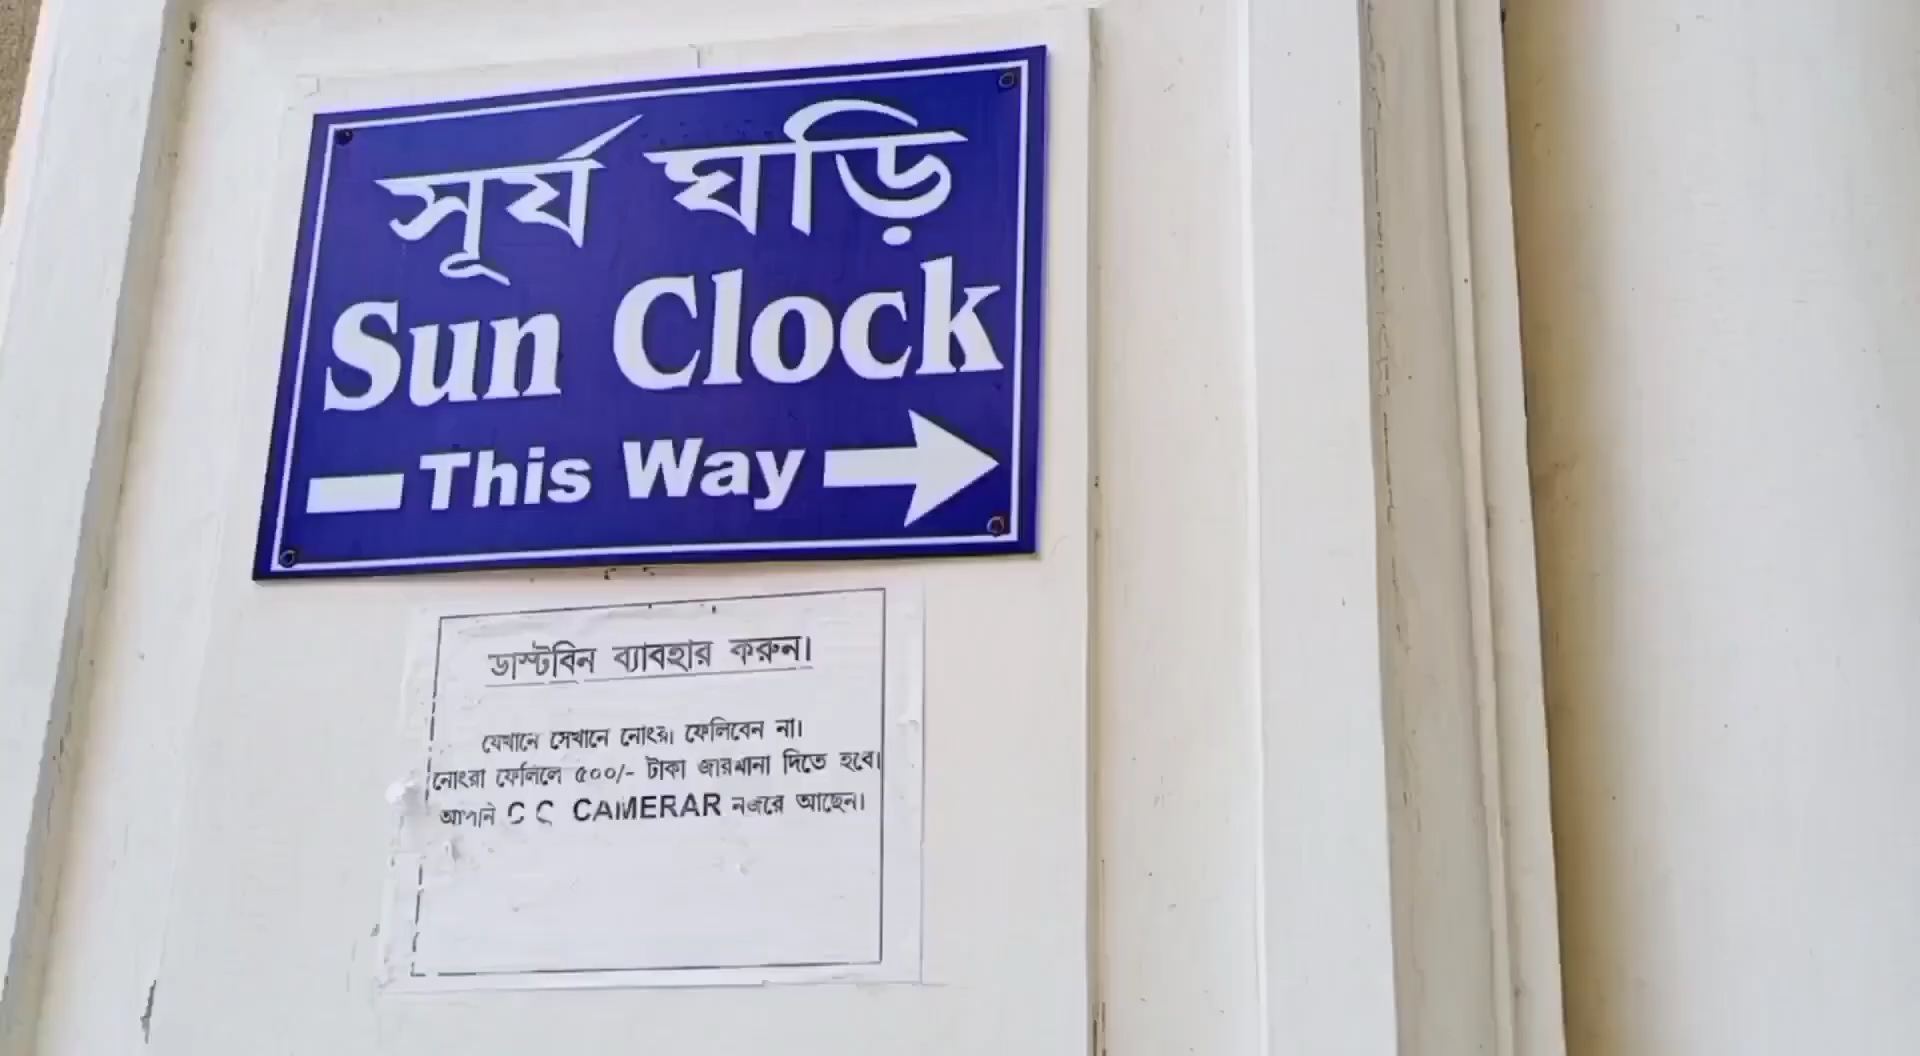 সূর্য ঘড়ি
Sun Clock
This Way
ডাস্টবিন ব্যাবহার করুন।
যেখানে সেখানে নোংরা ফেলিবেন না।
নোংরা ফেলিলে ৫০০/- টাকা জারমানা দিতে হবে।
আপনি C C CAMERAR নজরে আছেন।